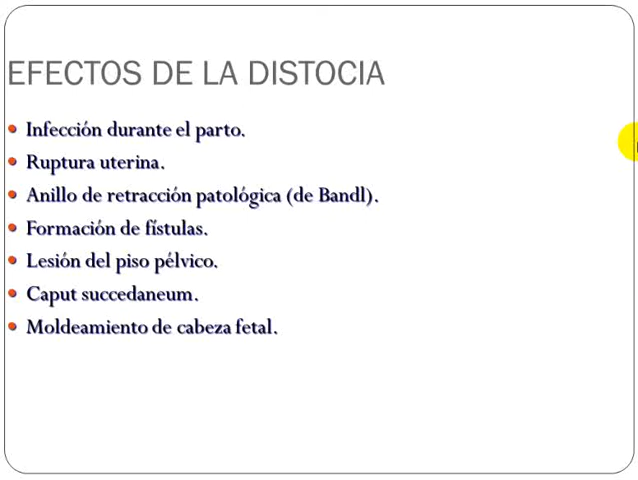 EFECTOS DE LA DISTOCIA
• Infección durante el parto.
• Ruptura uterina.
• Anillo de retracción patológica (de Bandl).
• Formación de fístulas.
• Lesión del piso pélvico.
• Caput succedaneum.
• Moldeamiento de cabeza fetal.